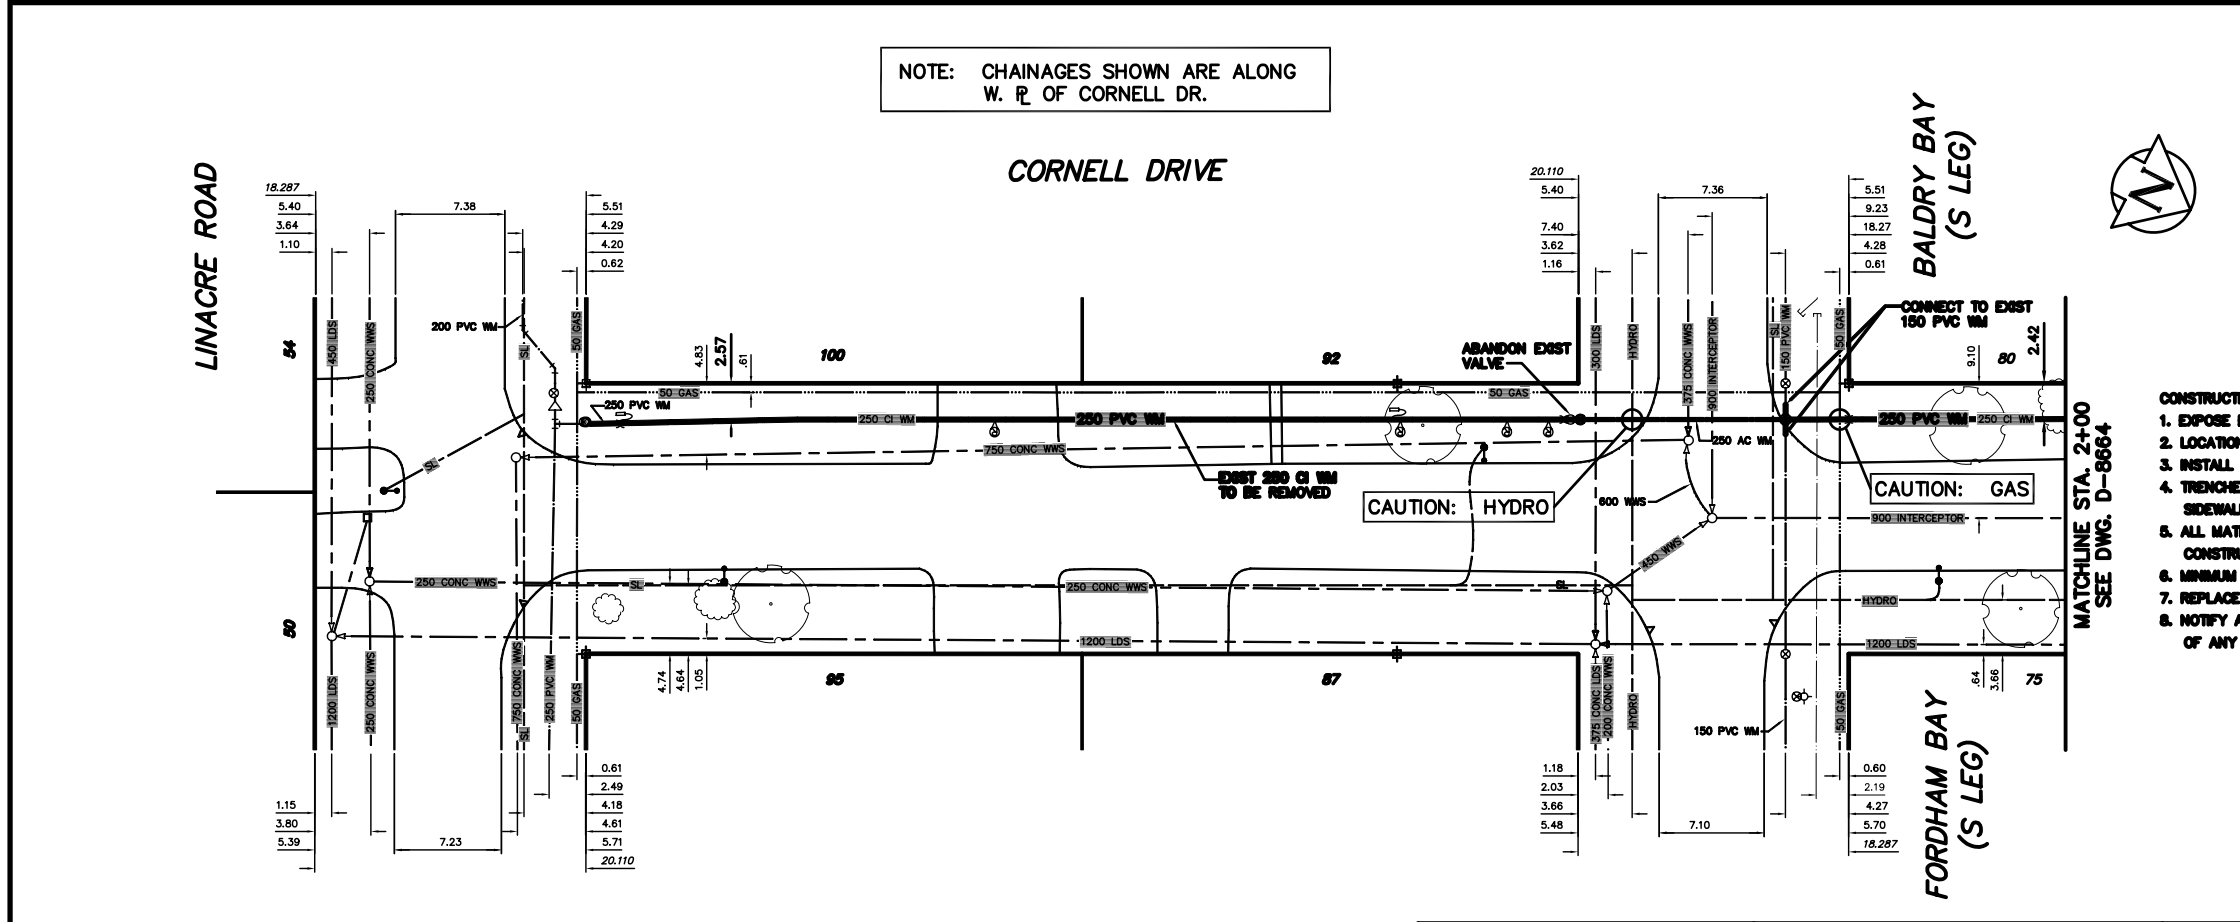 NOTE: CHAINAGES SHOWN ARE ALONG
W. ⅊ OF CORNELL DR.
CORNELL DRIVE
LINACRE ROAD
BALDRY BAY
(S LEG)
N
18.287
5.40
3.64
1.10
7.38
5.51
4.29
4.20
0.62
20.110
5.40
7.40
3.62
1.16
7.36
5.51
9.23
18.27
4.28
0.61
54
450 LDS
250 CONC WWS
200 PVC WM
SL
50 GAS
4.83
2.57
.61
100
92
ABANDON EXIST
VALVE
300 LDS
HYDRO
375 CONC WWS
900 INTERCEPTOR
SL
150 PVC WM
50 GAS
CONNECT TO EXIST
150 PVC WM
9.10
80
2.42
50 GAS
50 GAS
250 PVC WM
250 CI WM
250 PVC WM
250 AC WM
250 PVC WM
250 CI WM
750 CONC WWS
SL
EXIST 250 CI WM
TO BE REMOVED
CAUTION: HYDRO
600 WWS
CAUTION: GAS
900 INTERCEPTOR
MATCHLINE STA. 2+00
SEE DWG. D-8664
450 WWS
250 CONC WWS
SL
250 CONC WWS
SL
HYDRO
50
1200 LDS
1200 LDS
1200 LDS
250 CONC WWS
750 CONC WWS
SL
250 PVC WM
50 GAS
4.74
4.64
1.05
95
87
375 CONC LDS
200 CONC WWS
HYDRO
150 PVC WM
50 GAS
.64
3.66
75
FORDHAM BAY
(S LEG)
1.15
3.80
5.39
7.23
0.61
2.49
4.18
4.61
5.71
20.110
1.18
2.03
3.66
5.48
7.10
0.60
2.19
4.27
5.70
18.287
1. EXPOSE
2. LOCATION
3. INSTALL
4.
5. ALL
6. MINIMUM
7.
8. NOTIFY
OF ANY